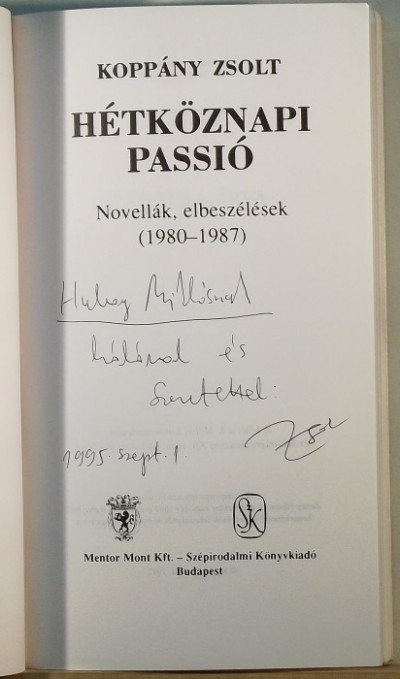 KOPPÁNY ZSOLT
HÉTKÖZNAPI
PASSIÓ
Novellák, elbeszélések
(1980–1987)
Hubay Miklósnak
hálával és
szeretettel:
1995. szept. 1.
Zsolt
SzK
Mentor Mont Kft. – Szépirodalmi Könyvkiadó
Budapest